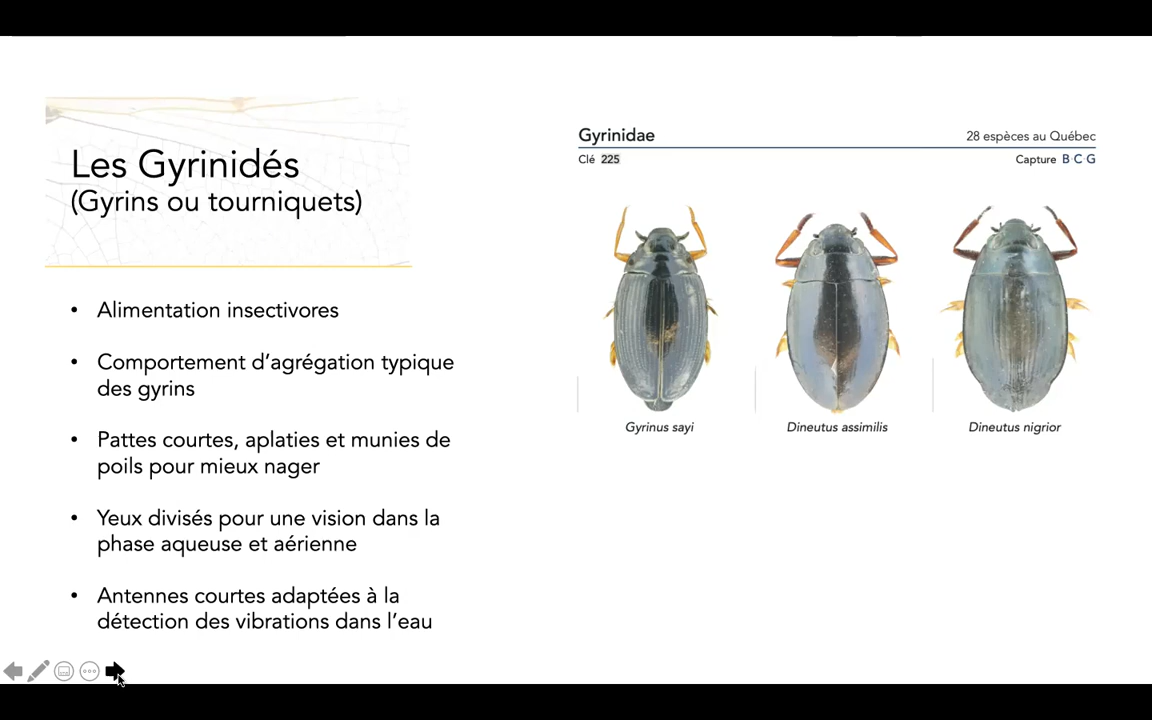 Les Gyrinidés
(Gyrins ou tourniquets)
• Alimentation insectivores
• Comportement d’agrégation typique
des gyrins
• Pattes courtes, aplaties et munies de
poils pour mieux nager
• Yeux divisés pour une vision dans la
phase aqueuse et aérienne
• Antennes courtes adaptées à la
détection des vibrations dans l’eau
Gyrinidae 28 espèces au Québec
Clé 225 Capture B C G
Gyrinus sayi Dineutus assimilis Dineutus nigrior